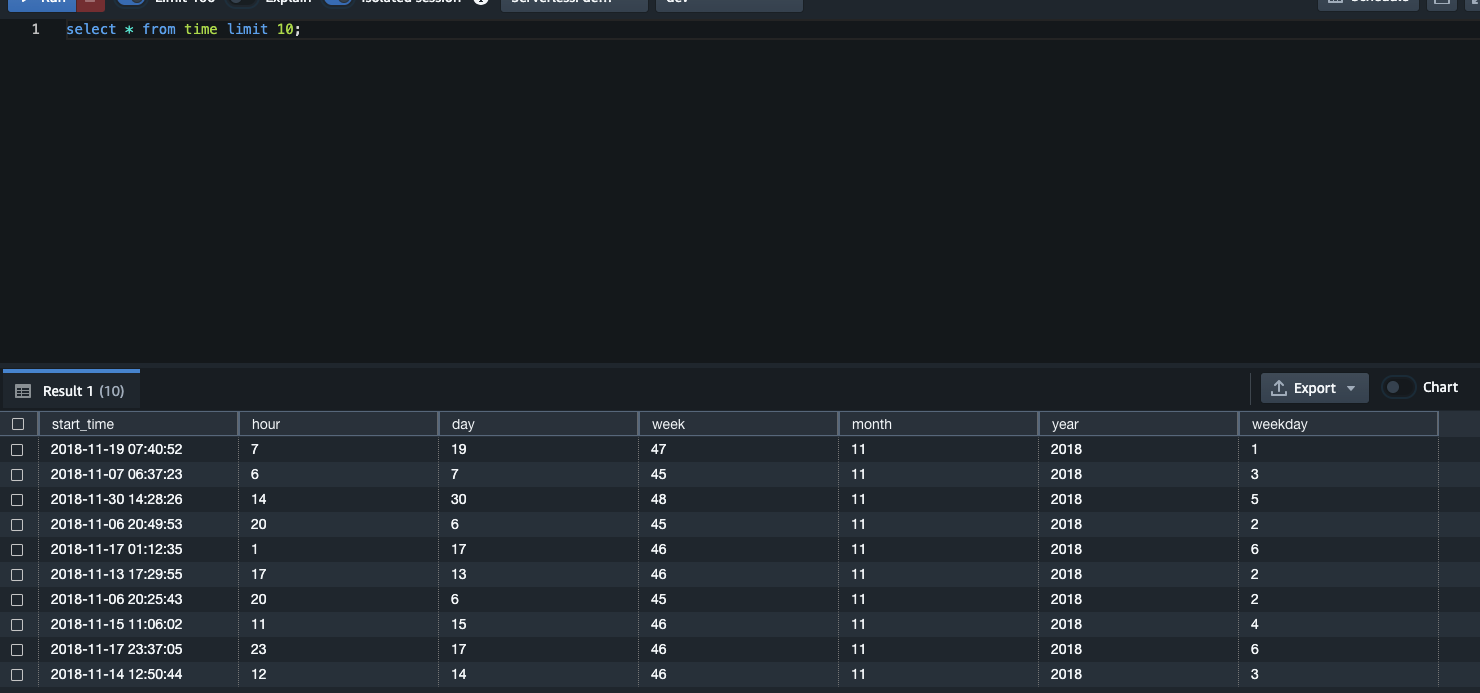 Run Limit 100 Explain Isolated session dev Schedule
1 select * from time limit 10;
Result 1 (10) Export Chart
start_time hour day week month year weekday
2018-11-19 07:40:52 7 19 47 11 2018 1
2018-11-07 06:37:23 6 7 45 11 2018 3
2018-11-30 14:28:26 14 30 48 11 2018 5
2018-11-06 20:49:53 20 6 45 11 2018 2
2018-11-17 01:12:35 1 17 46 11 2018 6
2018-11-13 17:29:55 17 13 46 11 2018 2
2018-11-06 20:25:43 20 6 45 11 2018 2
2018-11-15 11:06:02 11 15 46 11 2018 4
2018-11-17 23:37:05 23 17 46 11 2018 6
2018-11-14 12:50:44 12 14 46 11 2018 3